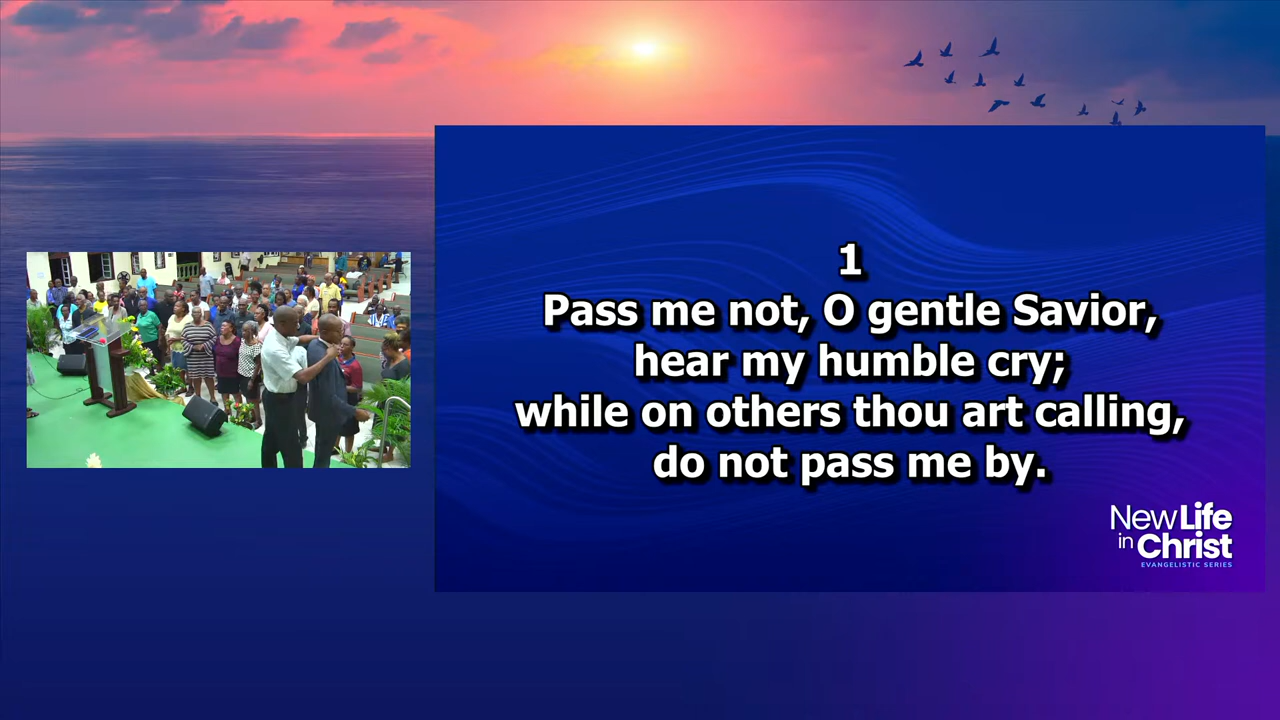 1
Pass me not, O gentle Savior,
hear my humble cry;
while on others thou art calling,
do not pass me by.
New Life
in Christ
EVANGELISTIC SERIES